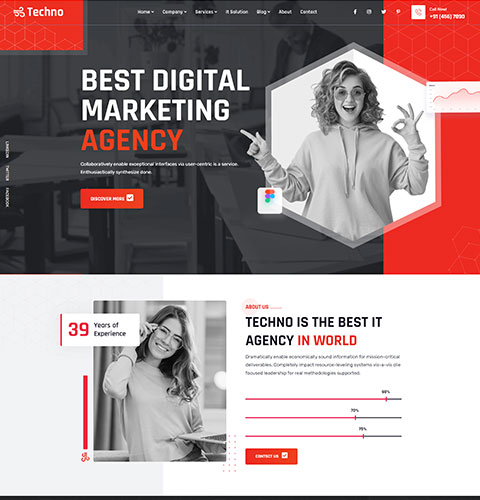 Techno
Home Company Services It Solution Blog About Contact
Call Now!
+91 (456) 7890
BEST DIGITAL
MARKETING
AGENCY
Collaboratively enable exceptional interfaces via user-centric is a service.
Enthusiastically synthesize done.
DISCOVER MORE
LINKEDIN
TWITTER
FACEBOOK
39 Years of
Experience
ABOUT US
TECHNO IS THE BEST IT
AGENCY IN WORLD
Dramatically enable economically sound information for mission-critical
deliverables. Completely impact resource-leveling systems vis-a-vis site
focused leadership for real methodologies supported.
70%
CONTACT US